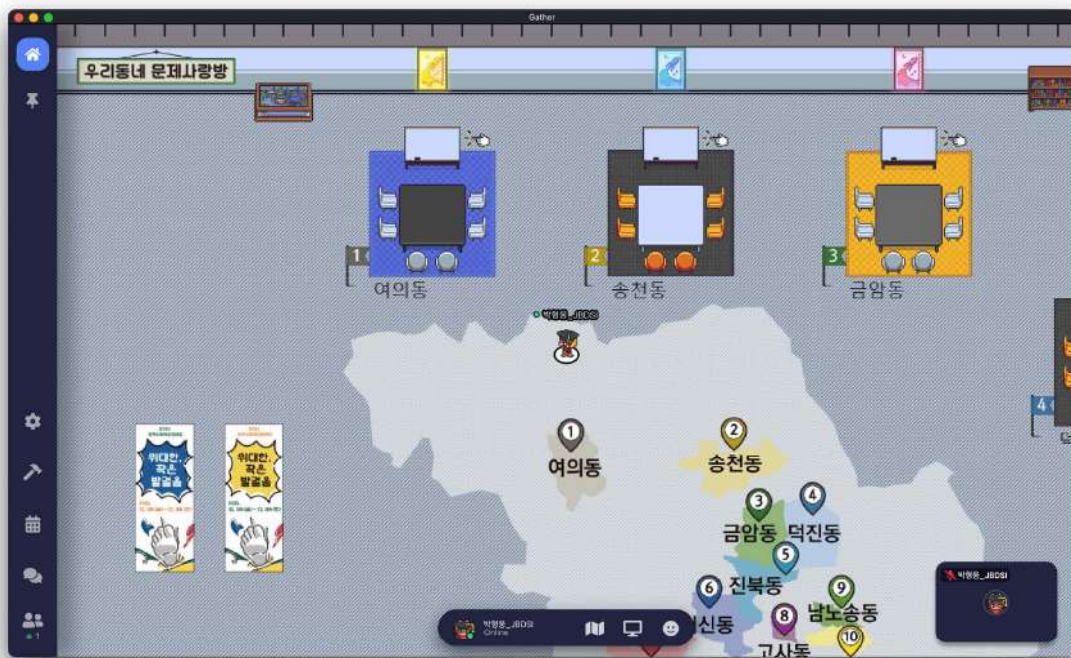 Gather
우리동네 문제사랑방
1
여의동
2
송천동
3
금암동
4
박형웅_JBDSI
1
여의동
2
송천동
3
금암동
4
덕진동
5
진북동
6
8
고사동
9
남노송동
10
위대한,
작은
발걸음
위대한,
작은
발걸음
박형웅_JBDSI
Online
박형웅_JBDSI
1